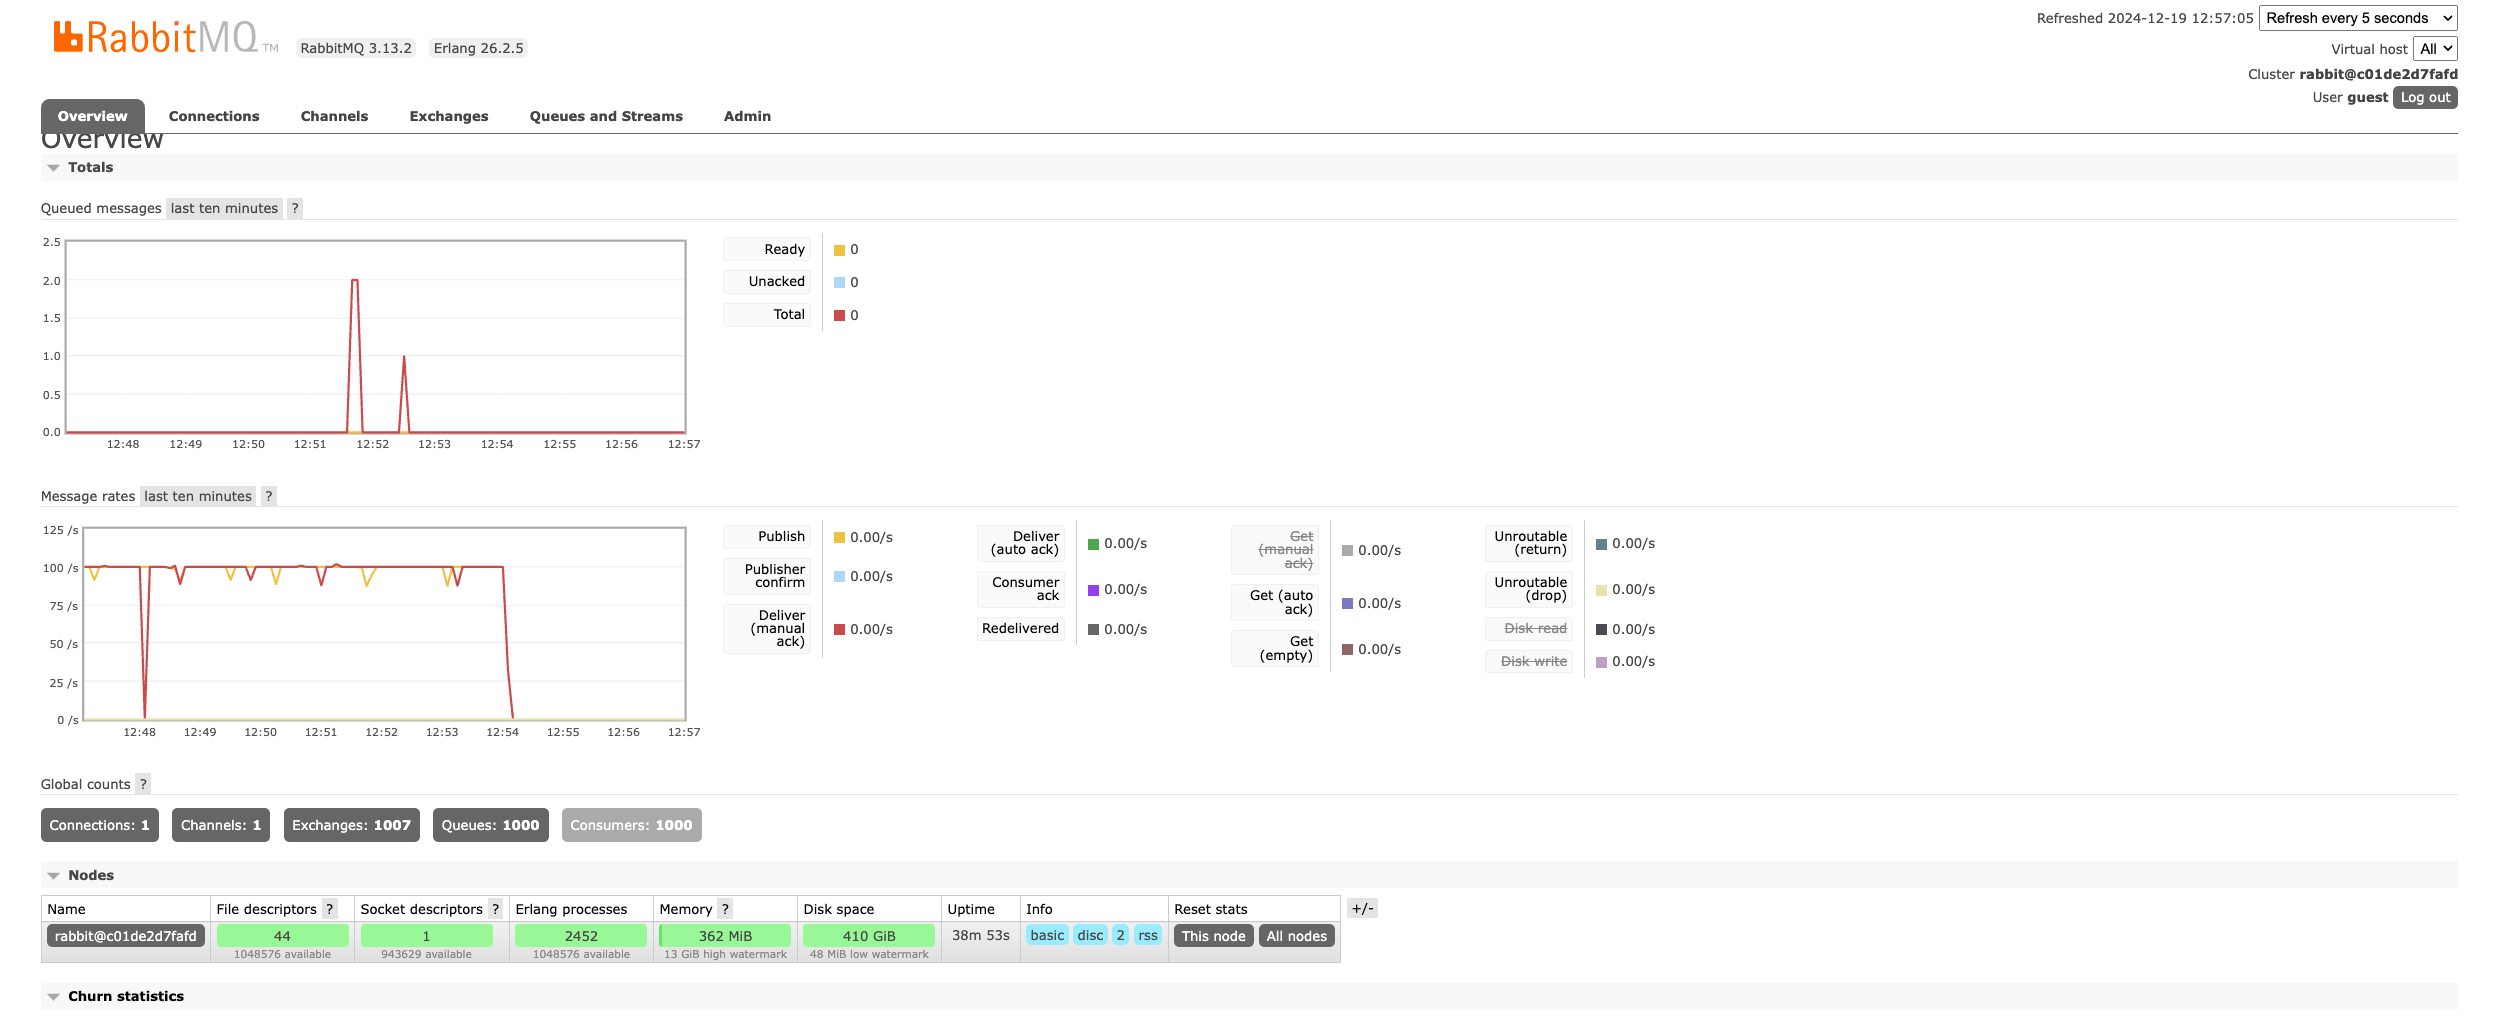 RabbitMQ TM RabbitMQ 3.13.2 Erlang 26.2.5
Refreshed 2024-12-19 12:57:05 Refresh every 5 seconds
Virtual host All
Cluster rabbit@c01de2d7fafd
User guest Log out
Overview Connections Channels Exchanges Queues and Streams Admin
Overview
Totals
Queued messages last ten minutes ?
2.5
2.0
1.5
1.0
0.5
0.0
12:48 12:49 12:50 12:51 12:52 12:53 12:54 12:55 12:56 12:57
Ready 0
Unacked 0
Total 0
Message rates last ten minutes ?
125 /s
100 /s
75 /s
50 /s
25 /s
0 /s
12:48 12:49 12:50 12:51 12:52 12:53 12:54 12:55 12:56 12:57
Publish 0.00/s
Publisher
confirm 0.00/s
Deliver
(manual
ack) 0.00/s
Deliver
(auto ack) 0.00/s
Consumer
ack 0.00/s
Redelivered 0.00/s
Get
(manual
ack) 0.00/s
Get (auto
ack) 0.00/s
Get
(empty) 0.00/s
Unroutable
(return) 0.00/s
Unroutable
(drop) 0.00/s
Disk read 0.00/s
Disk write 0.00/s
Global counts ?
Connections: 1 Channels: 1 Exchanges: 1007 Queues: 1000 Consumers: 1000
Nodes
Name File descriptors ? Socket descriptors ? Erlang processes Memory ? Disk space Uptime Info Reset stats +/-
rabbit@c01de2d7fafd 44 1 2452 362 MiB 410 GiB 38m 53s basic disc 2 rss This node All nodes
1048576 available 943629 available 1048576 available 13 GiB high watermark 48 MiB low watermark
Churn statistics